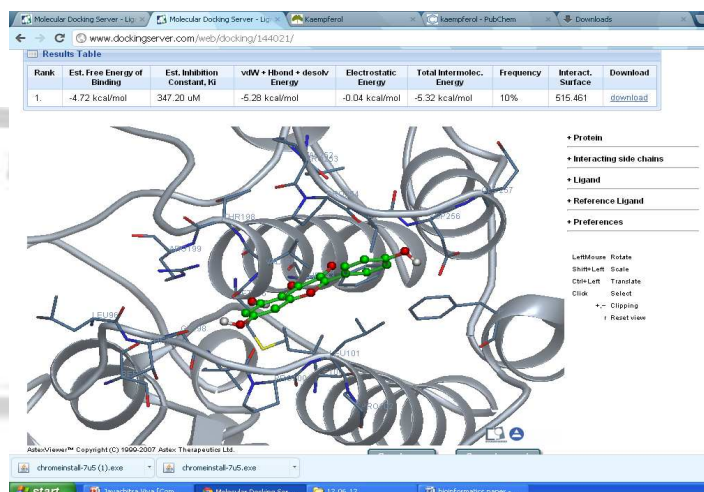 Molecular Docking Server - Lig
Molecular Docking Server - Lig
Kaempferol
kaempferol - PubChem
Downloads
www.dockingserver.com/web/docking/144021/
Results Table
Rank Est. Free Energy of Binding Est. Inhibition Constant, Ki vdW + Hbond + desolv Energy Electrostatic Energy Total Intermolec. Energy Frequency Interact. Surface Download
1. -4.72 kcal/mol 347.20 uM -5.28 kcal/mol -0.04 kcal/mol -5.32 kcal/mol 10% 515.461 download
+ Protein
+ Interacting side chains
+ Ligand
+ Reference Ligand
+ Preferences
LeftMouse Rotate
Shift+Left Scale
Ctrl+Left Translate
Click Select
+,- Clipping
r Reset view
THR198
LEU101
AstexViewer™ Copyright (C) 1999-2007 Astex Therapeutics Ltd.
chromeinstall-7u5 (1).exe
chromeinstall-7u5.exe
start
Molecular Docking Ser
13.06.13
bioinformatics paper -